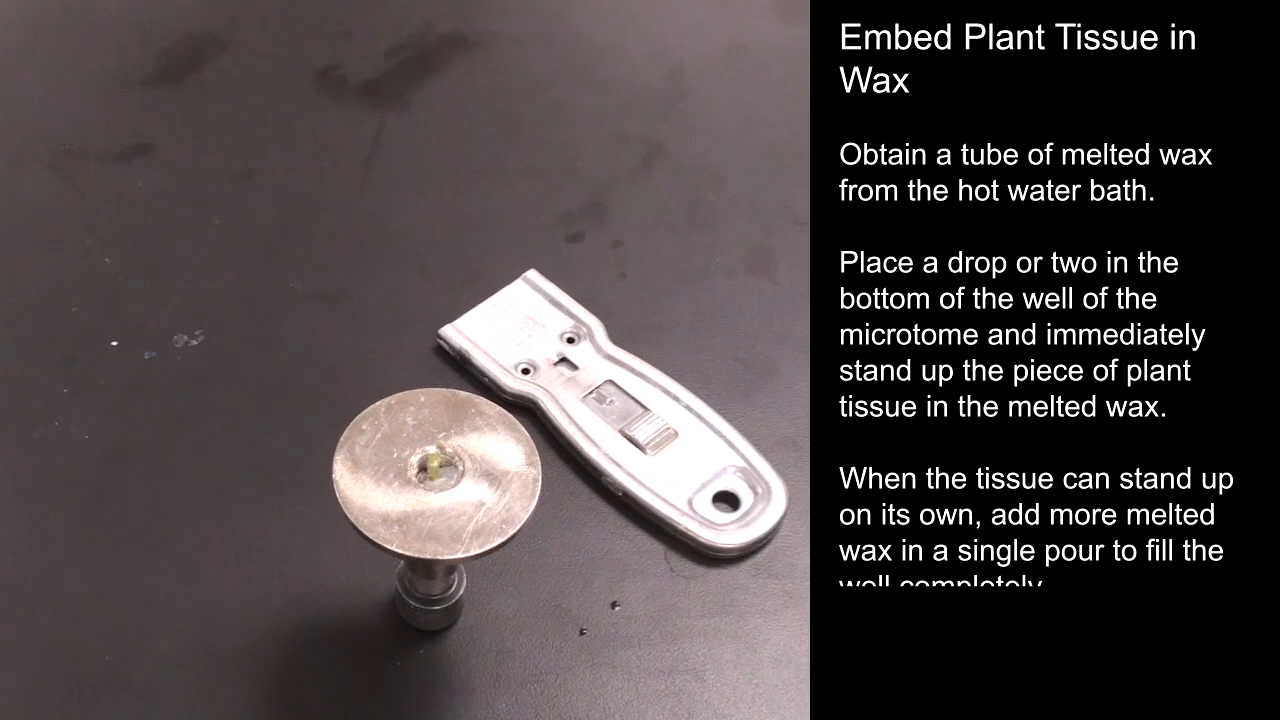 Embed Plant Tissue in
Wax
Obtain a tube of melted wax
from the hot water bath.
Place a drop or two in the
bottom of the well of the
microtome and immediately
stand up the piece of plant
tissue in the melted wax.
When the tissue can stand up
on its own, add more melted
wax in a single pour to fill the
well completely